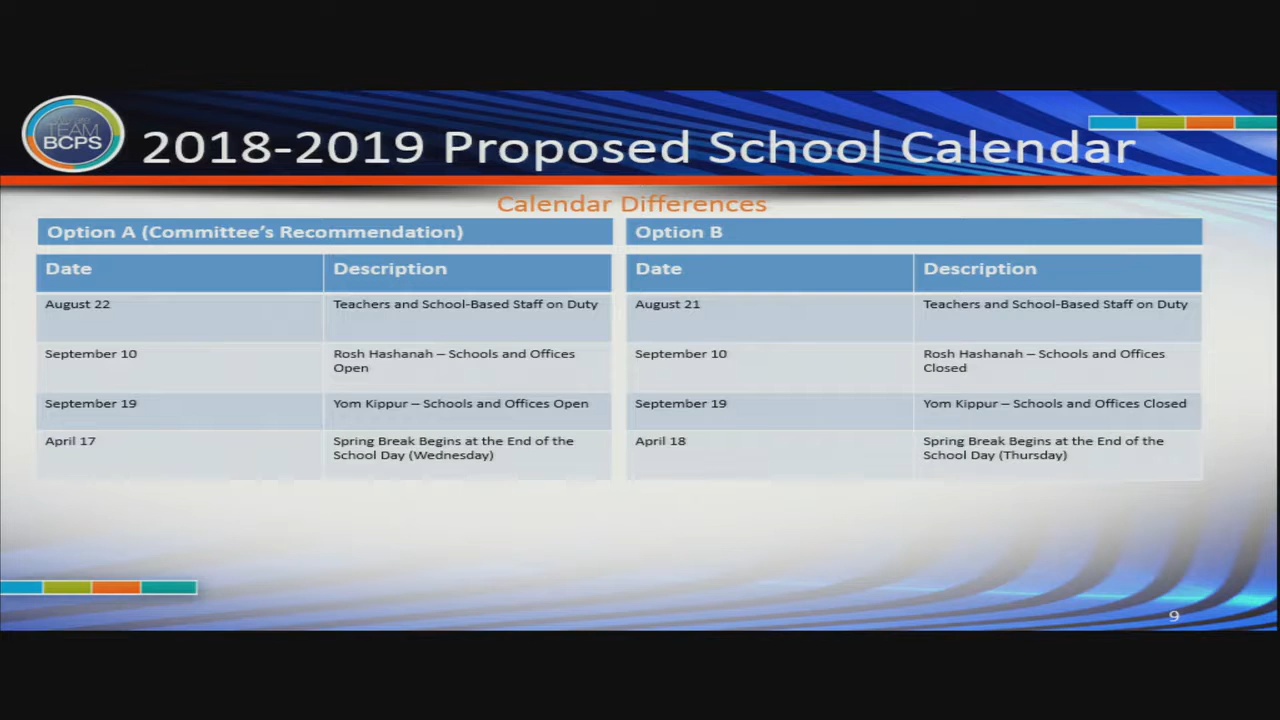 TEAM
BCPS
2018-2019 Proposed School Calendar
Calendar Differences
Option A (Committee's Recommendation)
Date Description
August 22 Teachers and School-Based Staff on Duty
September 10 Rosh Hashanah – Schools and Offices
Open
September 19 Yom Kippur – Schools and Offices Open
April 17 Spring Break Begins at the End of the
School Day (Wednesday)
Option B
Date Description
August 21 Teachers and School-Based Staff on Duty
September 10 Rosh Hashanah – Schools and Offices
Closed
September 19 Yom Kippur – Schools and Offices Closed
April 18 Spring Break Begins at the End of the
School Day (Thursday)
9